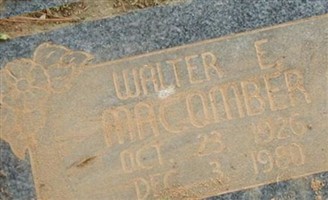 WALTER E.
MACOMBER
OCT. 23 1926
DEC 3 1980